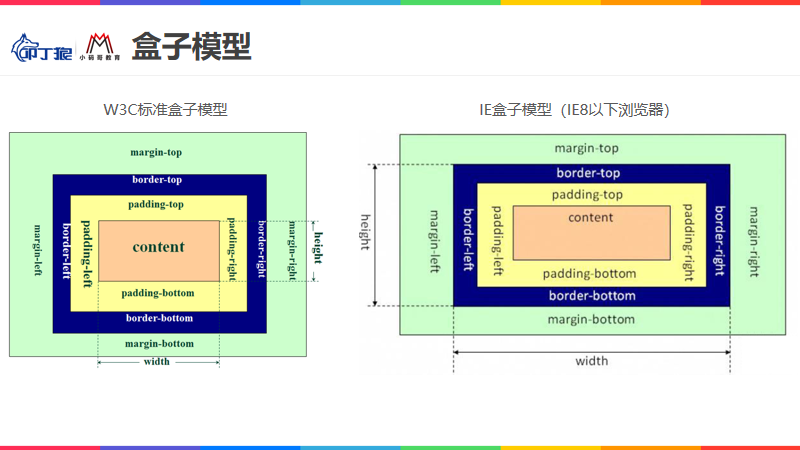 叩丁狼
小码哥教育
盒子模型
W3C标准盒子模型
margin-top
border-top
padding-top
margin-left
border-left
padding-left
content
padding-right
border-right
margin-right
height
padding-bottom
border-bottom
margin-bottom
width
IE盒子模型（IE8以下浏览器）
margin-top
border-top
padding-top
height
margin-left
border-left
padding-left
content
padding-right
border-right
margin-right
padding-bottom
border-bottom
margin-bottom
width